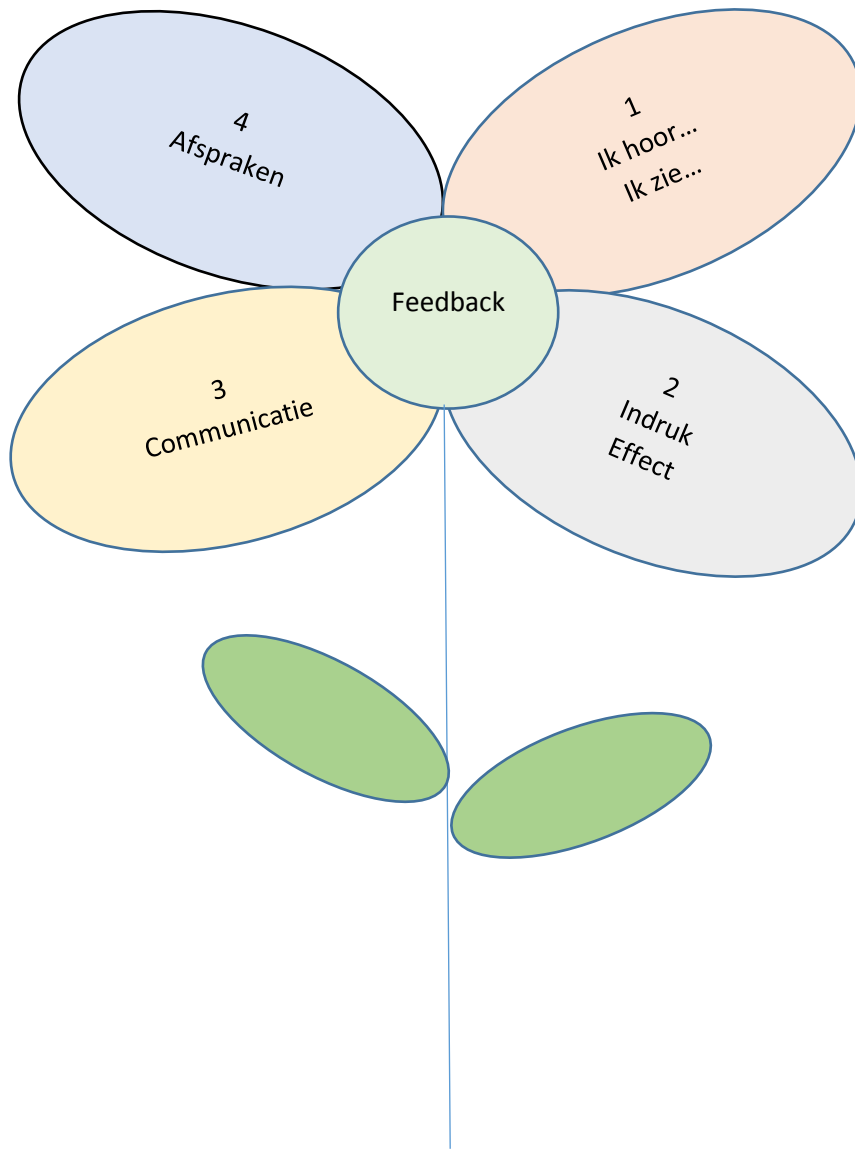 4
Afspraken
1
Ik hoor...
Ik zie...
Feedback
3
Communicatie
2
Indruk
Effect